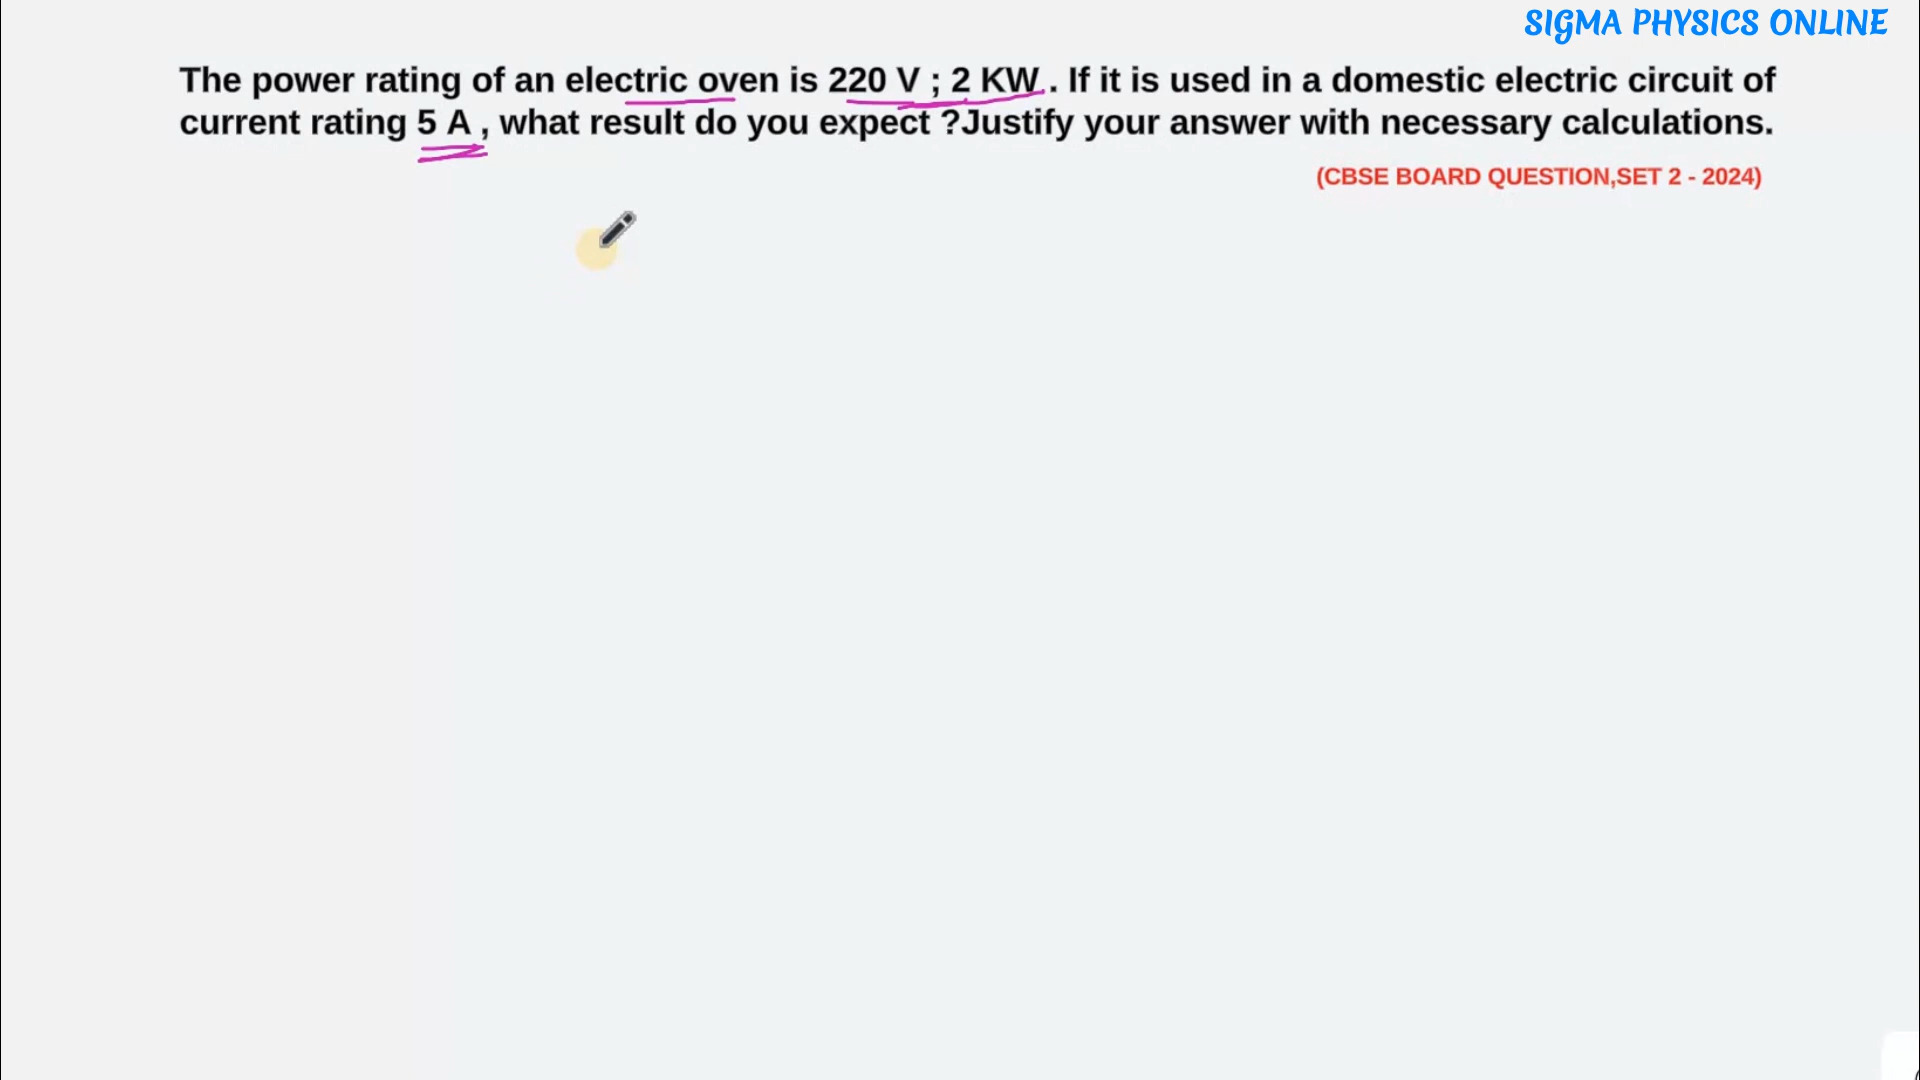 SIGMA PHYSICS ONLINE
The power rating of an electric oven is 220 V ; 2 KW . If it is used in a domestic electric circuit of
current rating 5 A , what result do you expect ?Justify your answer with necessary calculations.
(CBSE BOARD QUESTION,SET 2 - 2024)